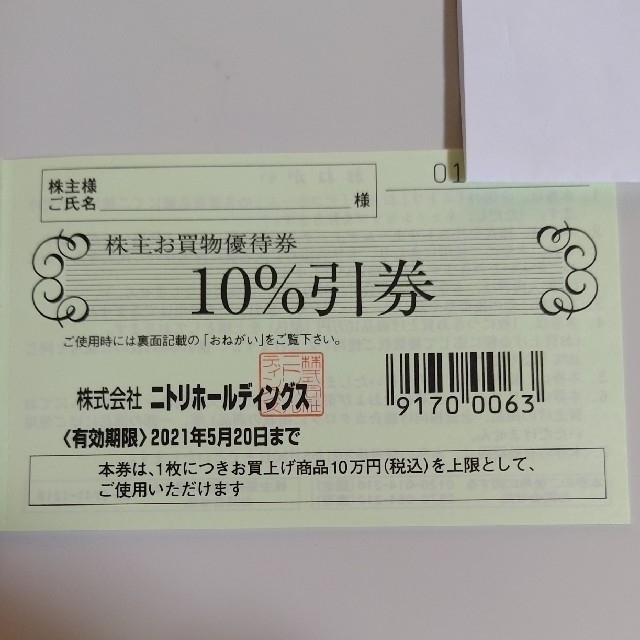 01
株主様
ご氏名 様
株主お買物優待券
10%引券
ご使用時には裏面記載の「おねがい」をご覧下さい。
株式会社 ニトリホールディングス
9170 0063
〈有効期限〉2021年5月20日まで
本券は、1枚につきお買上げ商品10万円(税込)を上限として、
ご使用いただけます